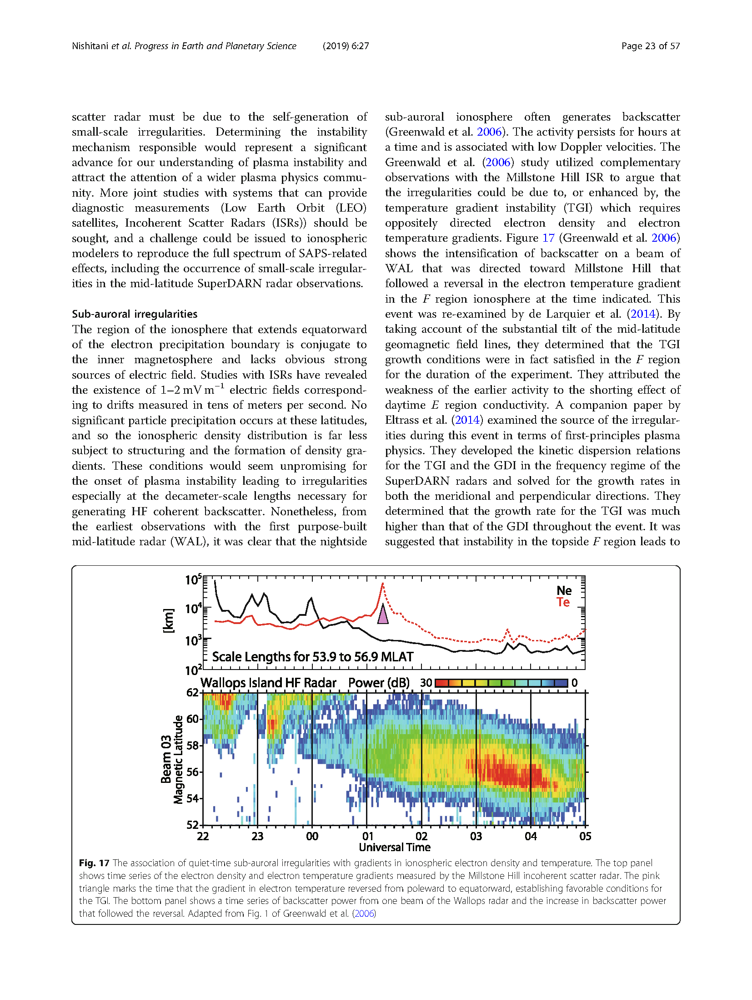 Nishitani et al. Progress in Earth and Planetary Science (2019) 6:27 Page 23 of 57
scatter radar must be due to the self-generation of
small-scale irregularities. Determining the instability
mechanism responsible would represent a significant
advance for our understanding of plasma instability and
attract the attention of a wider plasma physics commu-
nity. More joint studies with systems that can provide
diagnostic measurements (Low Earth Orbit (LEO)
satellites, Incoherent Scatter Radars (ISRs)) should be
sought, and a challenge could be issued to ionospheric
modelers to reproduce the full spectrum of SAPS-related
effects, including the occurrence of small-scale irregular-
ities in the mid-latitude SuperDARN radar observations.
Sub-auroral irregularities
The region of the ionosphere that extends equatorward
of the electron precipitation boundary is conjugate to
the inner magnetosphere and lacks obvious strong
sources of electric field. Studies with ISRs have revealed
the existence of 1–2 mV m⁻¹ electric fields correspond-
ing to drifts measured in tens of meters per second. No
significant particle precipitation occurs at these latitudes,
and so the ionospheric density distribution is far less
subject to structuring and the formation of density gra-
dients. These conditions would seem unpromising for
the onset of plasma instability leading to irregularities
especially at the decameter-scale lengths necessary for
generating HF coherent backscatter. Nonetheless, from
the earliest observations with the first purpose-built
mid-latitude radar (WAL), it was clear that the nightside
sub-auroral ionosphere often generates backscatter
(Greenwald et al. 2006). The activity persists for hours at
a time and is associated with low Doppler velocities. The
Greenwald et al. (2006) study utilized complementary
observations with the Millstone Hill ISR to argue that
the irregularities could be due to, or enhanced by, the
temperature gradient instability (TGI) which requires
oppositely directed electron density and electron
temperature gradients. Figure 17 (Greenwald et al. 2006)
shows the intensification of backscatter on a beam of
WAL that was directed toward Millstone Hill that
followed a reversal in the electron temperature gradient
in the F region ionosphere at the time indicated. This
event was re-examined by de Larquier et al. (2014). By
taking account of the substantial tilt of the mid-latitude
geomagnetic field lines, they determined that the TGI
growth conditions were in fact satisfied in the F region
for the duration of the experiment. They attributed the
weakness of the earlier activity to the shorting effect of
daytime E region conductivity. A companion paper by
Eltrass et al. (2014) examined the source of the irregular-
ities during this event in terms of first-principles plasma
physics. They developed the kinetic dispersion relations
for the TGI and the GDI in the frequency regime of the
SuperDARN radars and solved for the growth rates in
both the meridional and perpendicular directions. They
determined that the growth rate for the TGI was much
higher than that of the GDI throughout the event. It was
suggested that instability in the topside F region leads to
10⁵
10⁴
10³
10²
[km]
Ne
Te
Scale Lengths for 53.9 to 56.9 MLAT
Wallops Island HF Radar Power (dB) 30 0
62
60
58
56
54
52
Beam 03
Magnetic Latitude
22 23 00 01 02 03 04 05
Universal Time
Fig. 17 The association of quiet-time sub-auroral irregularities with gradients in ionospheric electron density and temperature. The top panel
shows time series of the electron density and electron temperature gradients measured by the Millstone Hill incoherent scatter radar. The pink
triangle marks the time that the gradient in electron temperature reversed from poleward to equatorward, establishing favorable conditions for
the TGI. The bottom panel shows a time series of backscatter power from one beam of the Wallops radar and the increase in backscatter power
that followed the reversal. Adapted from Fig. 1 of Greenwald et al. (2006)